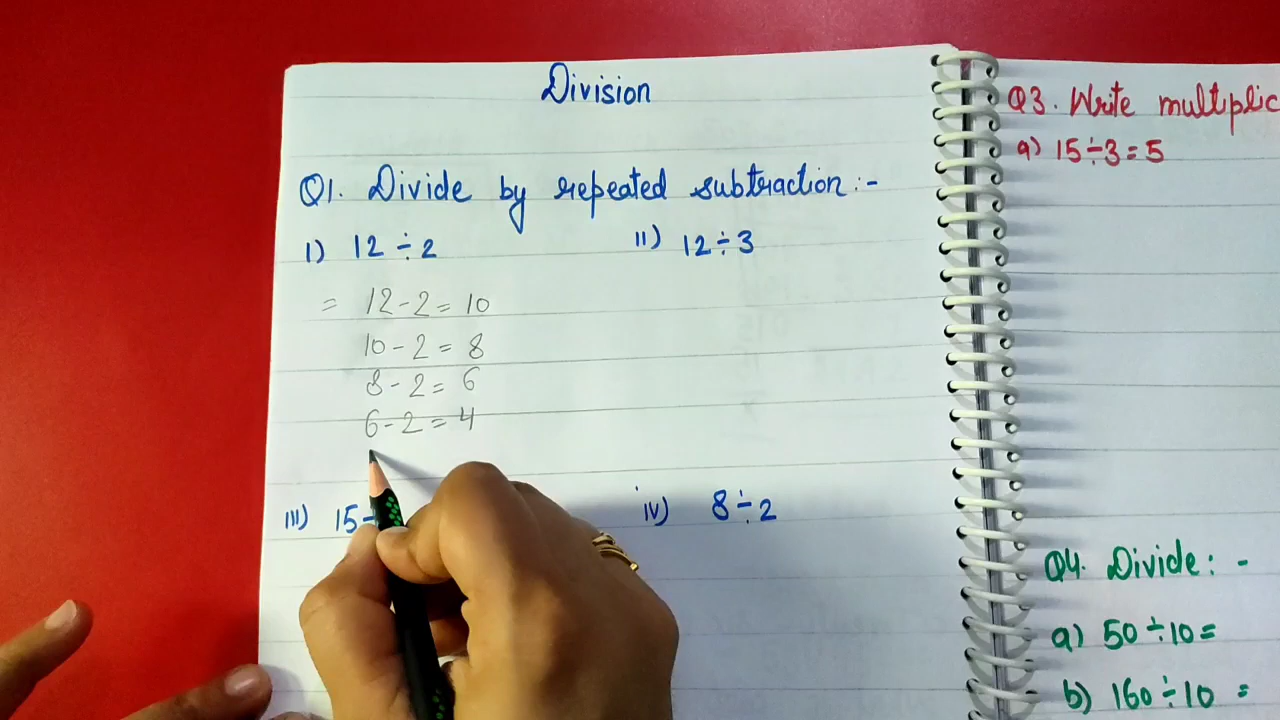 Division
Q1. Divide by repeated subtraction:-
I) 12 ÷ 2
II) 12 ÷ 3
= 12 - 2 = 10
10 - 2 = 8
8 - 2 = 6
6 - 2 = 4
III) 15
IV) 8 ÷ 2
Q3. Write
a) 15 ÷ 3 = 5
Q4. Divide: -
a) 50 ÷ 10 =
b) 160 ÷ 10 =